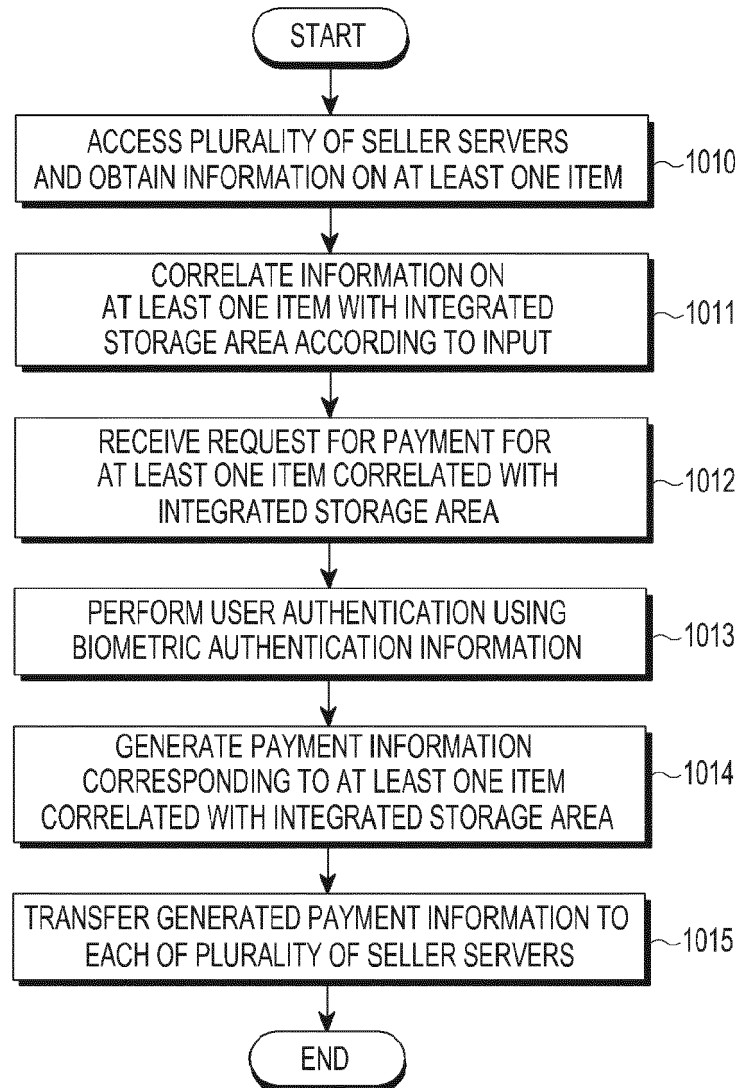 START
ACCESS PLURALITY OF SELLER SERVERS
AND OBTAIN INFORMATION ON AT LEAST ONE ITEM
1010
CORRELATE INFORMATION ON
AT LEAST ONE ITEM WITH INTEGRATED
STORAGE AREA ACCORDING TO INPUT
1011
RECEIVE REQUEST FOR PAYMENT FOR
AT LEAST ONE ITEM CORRELATED WITH
INTEGRATED STORAGE AREA
1012
PERFORM USER AUTHENTICATION USING
BIOMETRIC AUTHENTICATION INFORMATION
1013
GENERATE PAYMENT INFORMATION
CORRESPONDING TO AT LEAST ONE ITEM
CORRELATED WITH INTEGRATED STORAGE AREA
1014
TRANSFER GENERATED PAYMENT INFORMATION TO
EACH OF PLURALITY OF SELLER SERVERS
1015
END